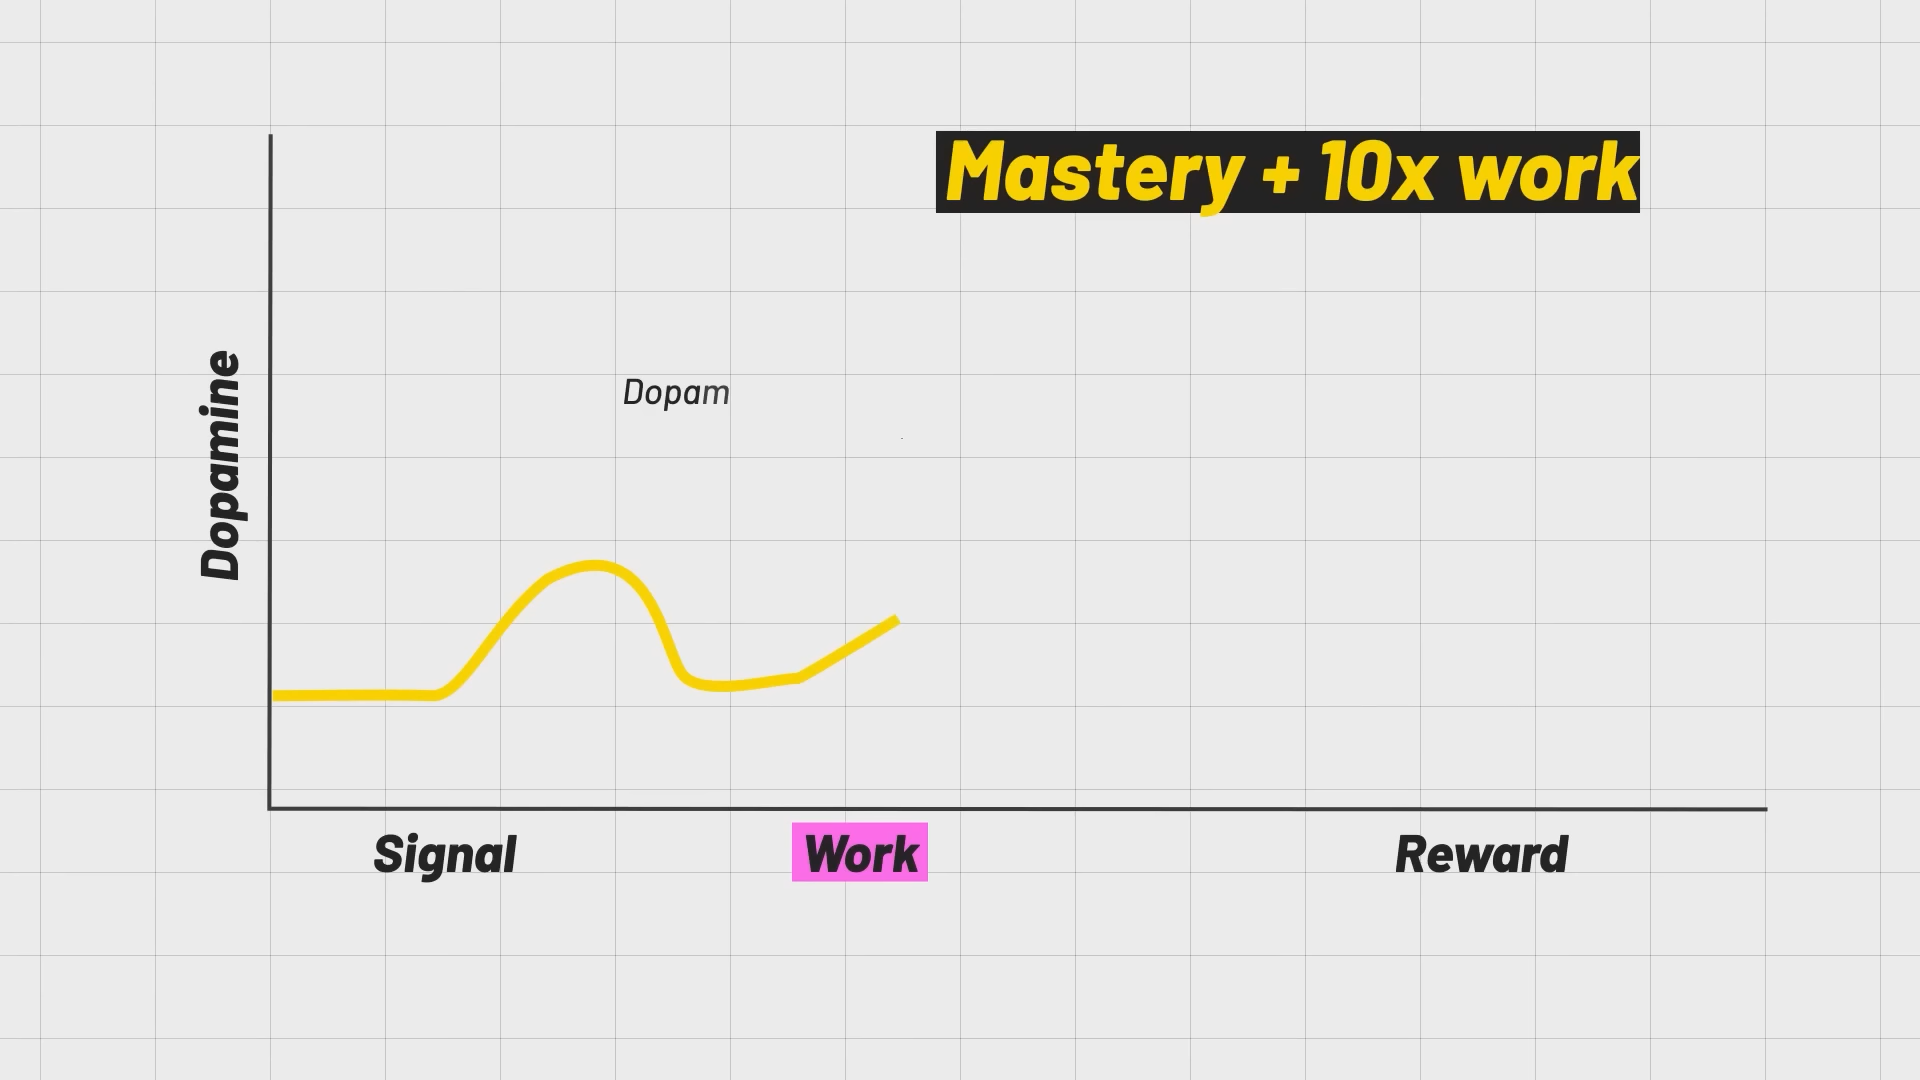 Mastery + 10x work
Dopam
Dopamine
Signal
Work
Reward